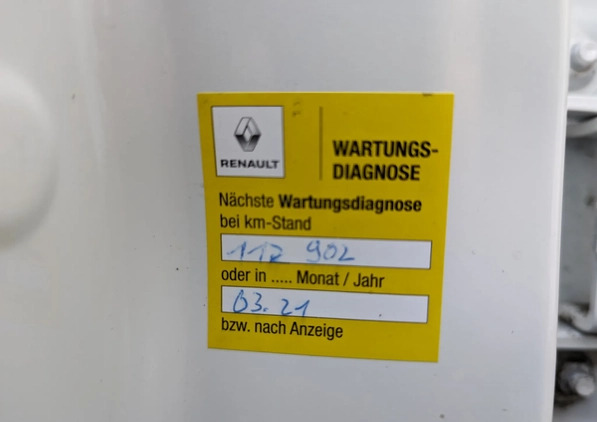 RENAULT
WARTUNGS-
DIAGNOSE
Nächste Wartungsdiagnose
bei km-Stand
112 902
oder in ..... Monat / Jahr
03.21
bzw. nach Anzeige